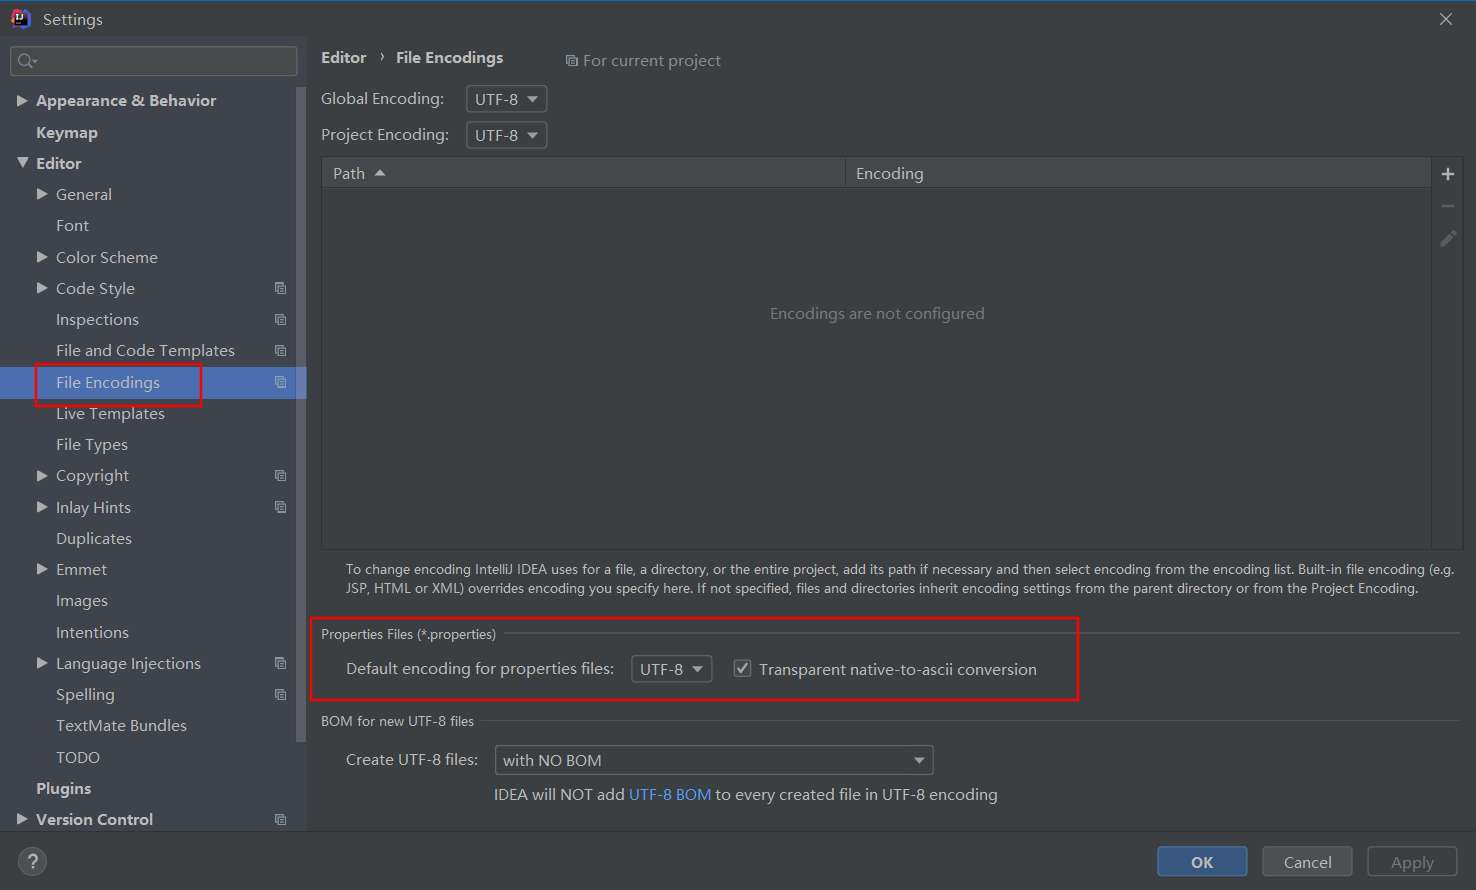 Settings
Appearance & Behavior
Keymap
Editor
General
Font
Color Scheme
Code Style
Inspections
File and Code Templates
File Encodings
Live Templates
File Types
Copyright
Inlay Hints
Duplicates
Emmet
Images
Intentions
Language Injections
Spelling
TextMate Bundles
TODO
Plugins
Version Control
Editor › File Encodings For current project
Global Encoding: UTF-8
Project Encoding: UTF-8
Path Encoding
Encodings are not configured
To change encoding IntelliJ IDEA uses for a file, a directory, or the entire project, add its path if necessary and then select encoding from the encoding list. Built-in file encoding (e.g.
JSP, HTML or XML) overrides encoding you specify here. If not specified, files and directories inherit encoding settings from the parent directory or from the Project Encoding.
Properties Files (*.properties)
Default encoding for properties files: UTF-8 Transparent native-to-ascii conversion
BOM for new UTF-8 files
Create UTF-8 files: with NO BOM
IDEA will NOT add UTF-8 BOM to every created file in UTF-8 encoding
? OK Cancel Apply